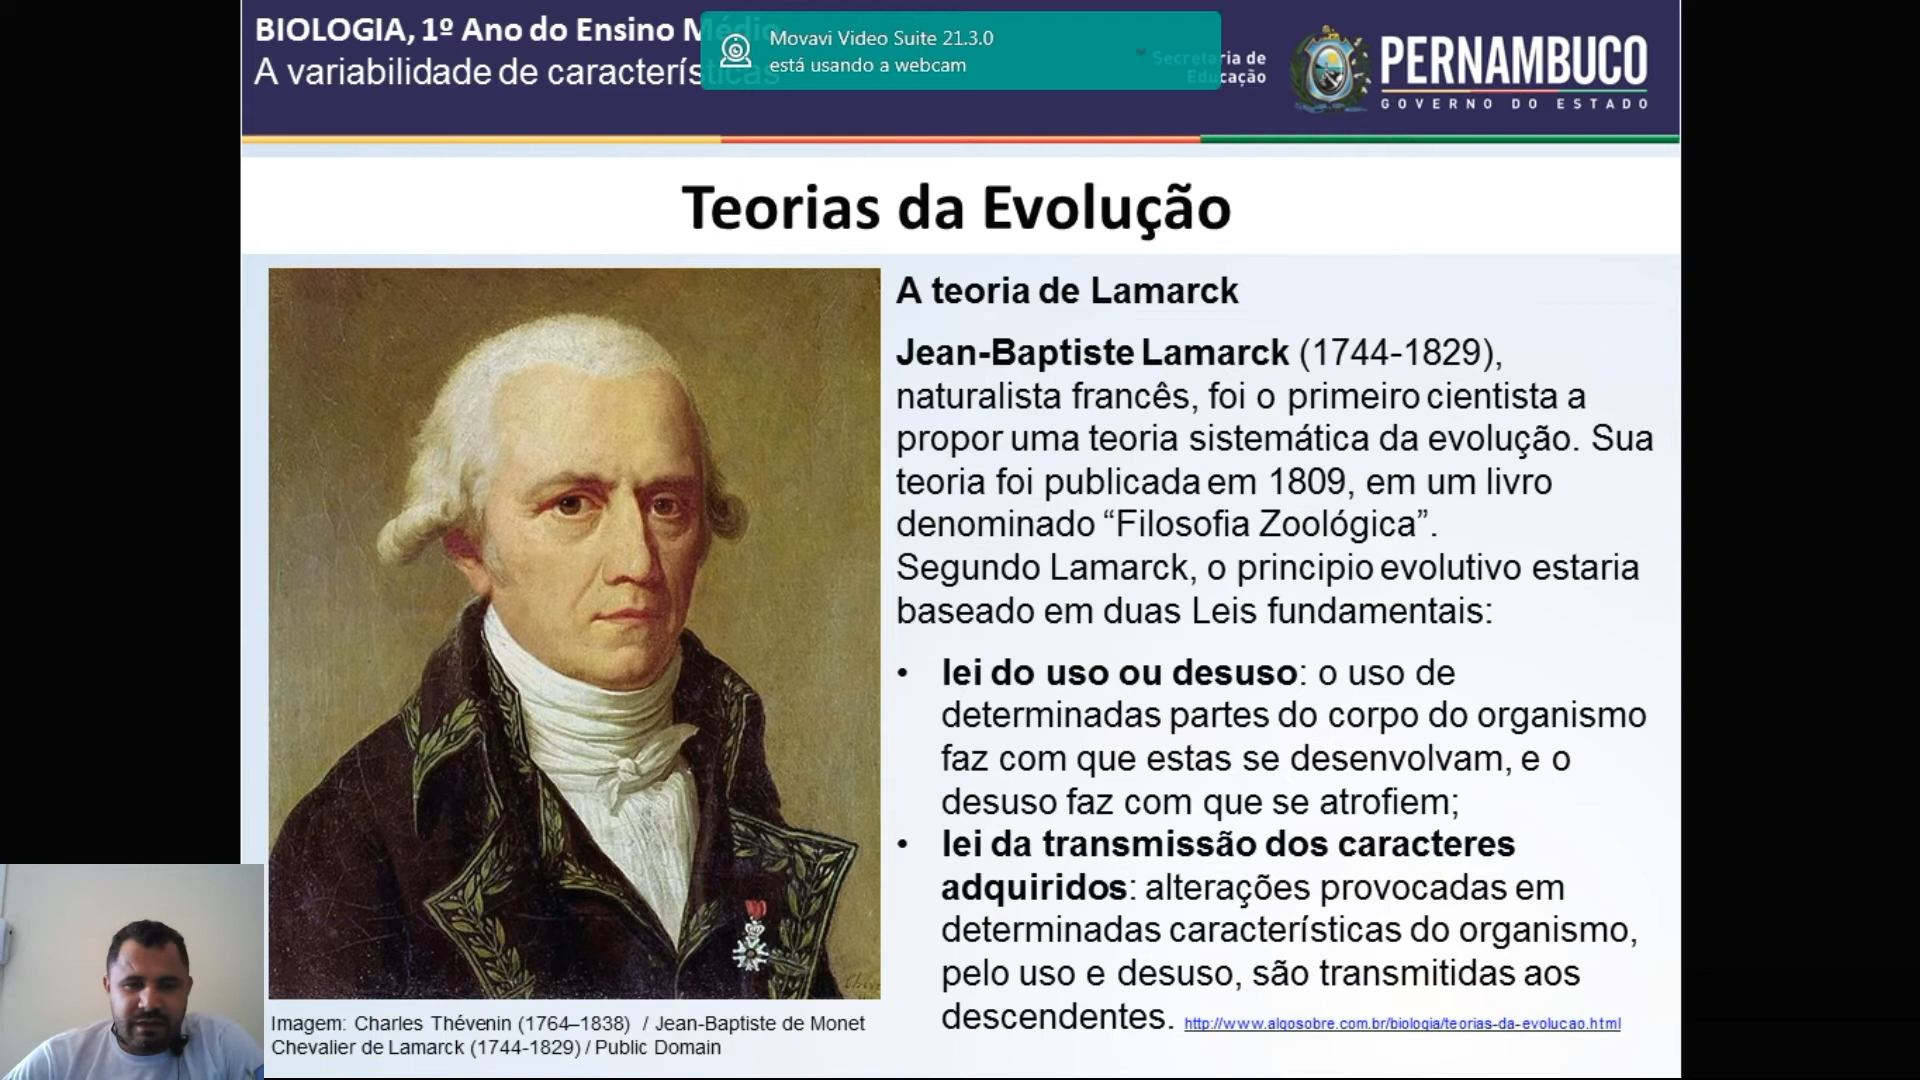 BIOLOGIA, 1º Ano do Ensino Médio
A variabilidade de características
Movavi Video Suite 21.3.0
está usando a webcam
Secretaria de
Educação
PERNAMBUCO
GOVERNO DO ESTADO
Teorias da Evolução
A teoria de Lamarck
Jean-Baptiste Lamarck (1744-1829),
naturalista francês, foi o primeiro cientista a
propor uma teoria sistemática da evolução. Sua
teoria foi publicada em 1809, em um livro
denominado “Filosofia Zoológica”.
Segundo Lamarck, o principio evolutivo estaria
baseado em duas Leis fundamentais:
• lei do uso ou desuso: o uso de
determinadas partes do corpo do organismo
faz com que estas se desenvolvam, e o
desuso faz com que se atrofiem;
• lei da transmissão dos caracteres
adquiridos: alterações provocadas em
determinadas características do organismo,
pelo uso e desuso, são transmitidas aos
descendentes. http://www.algosobre.com.br/biologia/teorias-da-evolucao.html
Imagem: Charles Thévenin (1764–1838) / Jean-Baptiste de Monet
Chevalier de Lamarck (1744-1829) / Public Domain